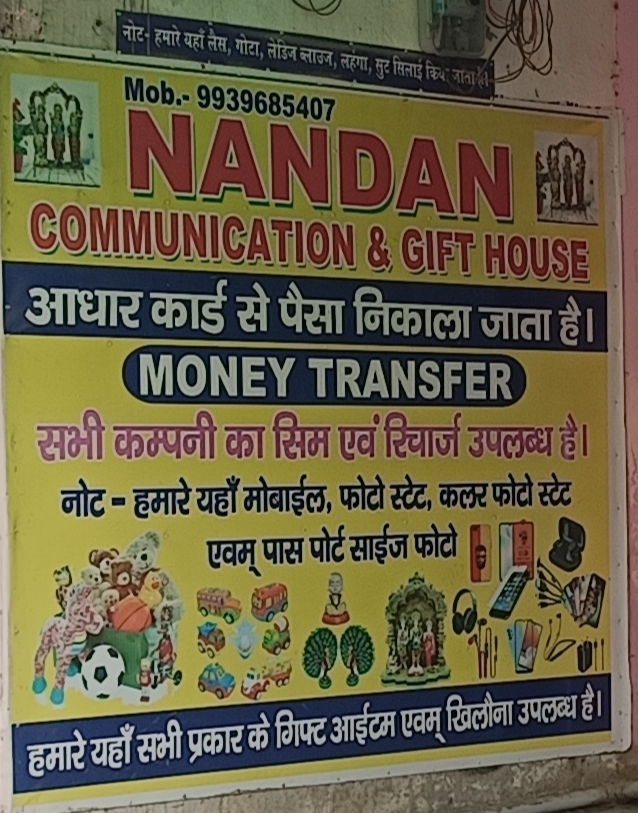 नोट- हमारे यहाँ लैस, गोटा, लेडिज ब्लाउज, लहंगा, सुट सिलाई किया जाता है।
Mob.- 9939685407
NANDAN
COMMUNICATION & GIFT HOUSE
आधार कार्ड से पैसा निकाला जाता है।
MONEY TRANSFER
सभी कम्पनी का सिम एवं रिचार्ज उपलब्ध है।
नोट - हमारे यहाँ मोबाईल, फोटो स्टेट, कलर फोटो स्टेट
एवम् पास पोर्ट साईज फोटो
हमारे यहाँ सभी प्रकार के गिफ्ट आईटम एवम् खिलौना उपलब्ध है।